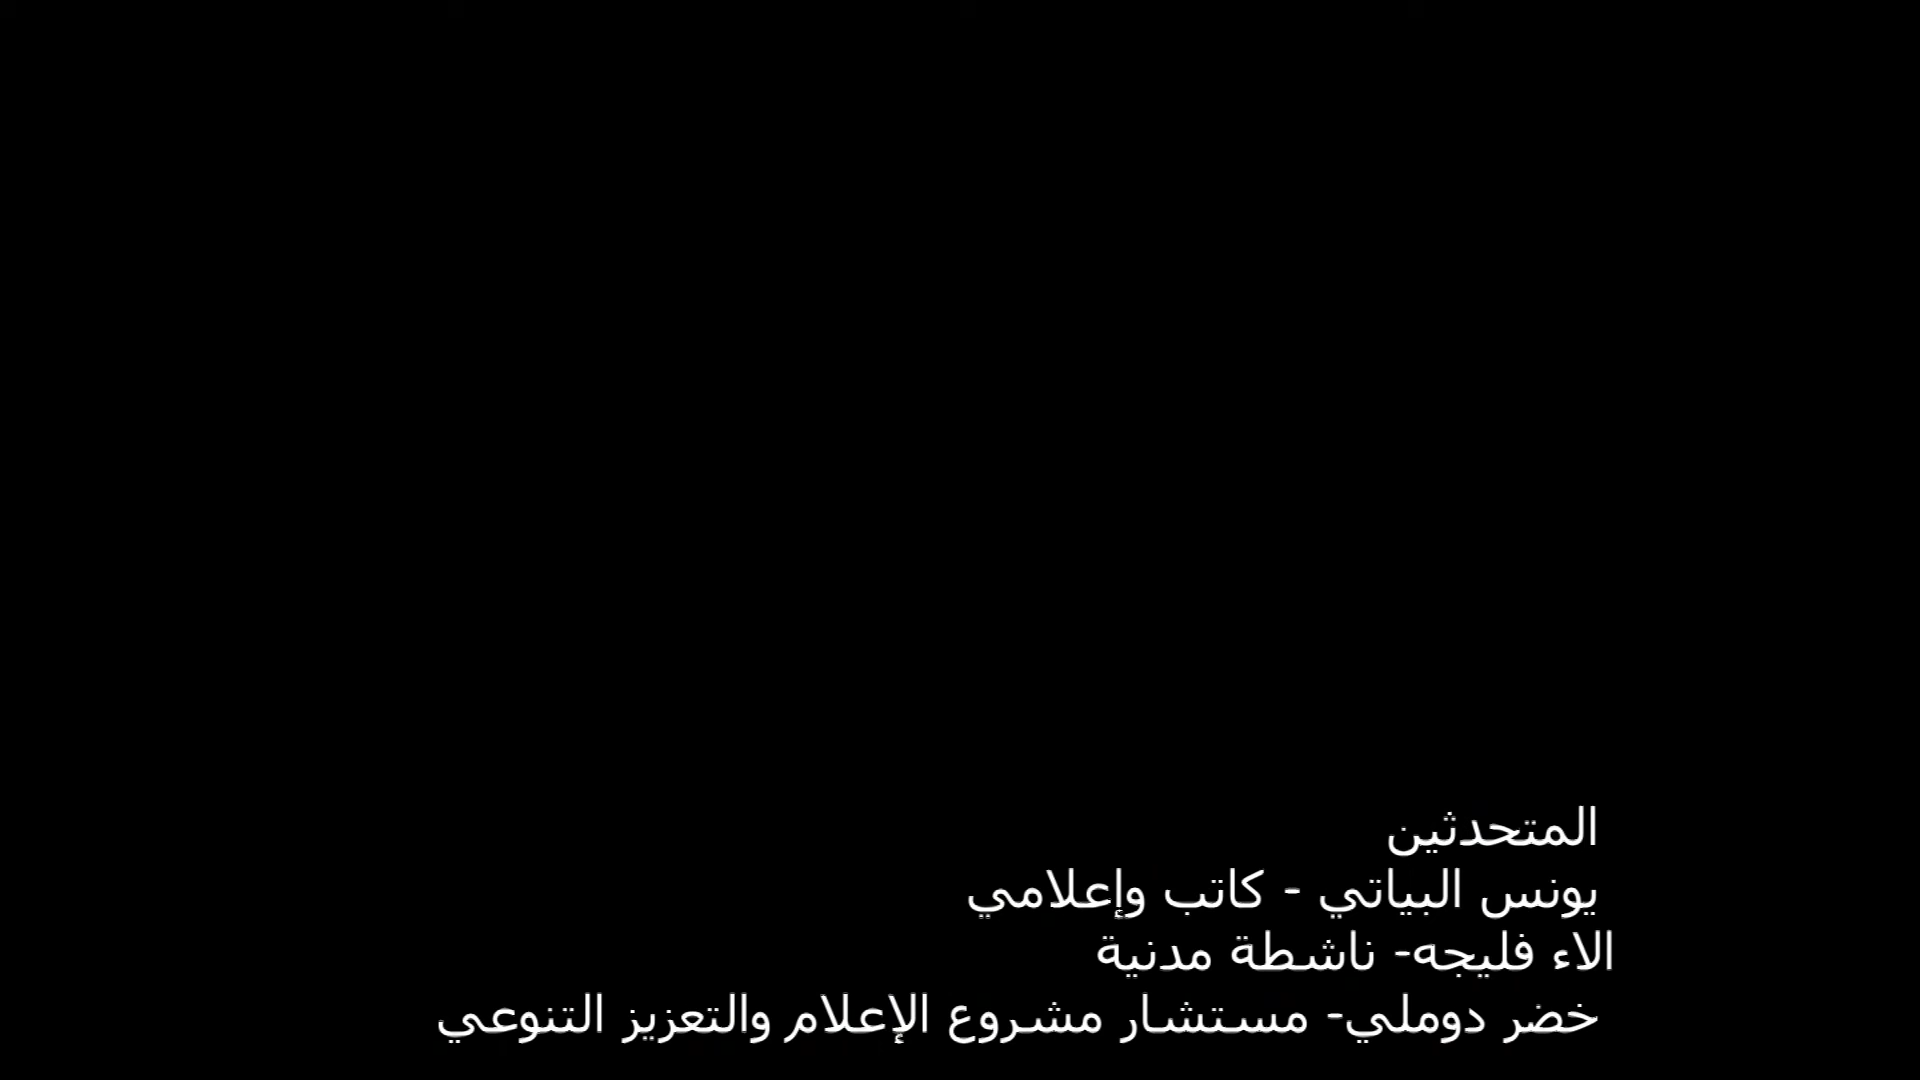 المتحدثين
يونس البياتي - كاتب وإعلامي
الاء فليجه- ناشطة مدنية
خضر دوملي- مستشار مشروع الإعلام والتعزيز التنوعي